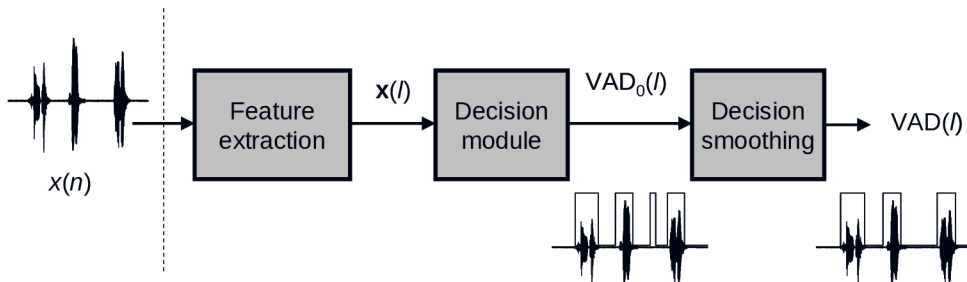 x(n)
Feature
extraction
x(l)
Decision
module
VAD₀(l)
Decision
smoothing
VAD(l)